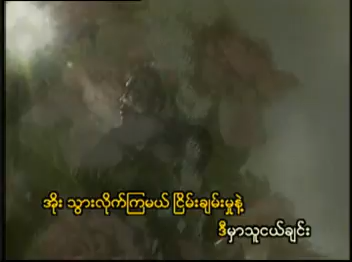 အိုး သွားလိုက်ကြမယ် ငြိမ်းချမ်းမှုနဲ့
ဒီမှာသူငယ်ချင်း